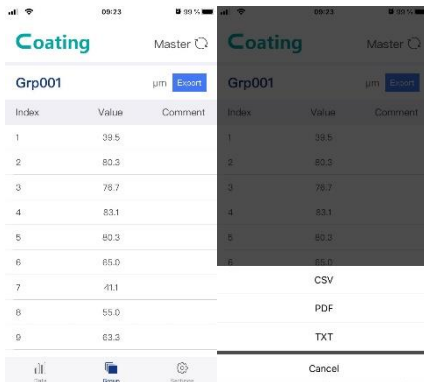 09:23
99 %
Coating
Master
Grp001
µm
Export
Index Value Comment
1 39.5
2 80.3
3 76.7
4 83.1
5 80.3
6 65.0
7 41.1
8 55.0
9 63.3
Data Group Settings
09:23
99 %
Coating
Master
Grp001
µm
Export
Index Value Comment
1 39.5
2 80.3
3 76.7
4 83.1
5 80.3
6 65.0
CSV
PDF
TXT
Cancel